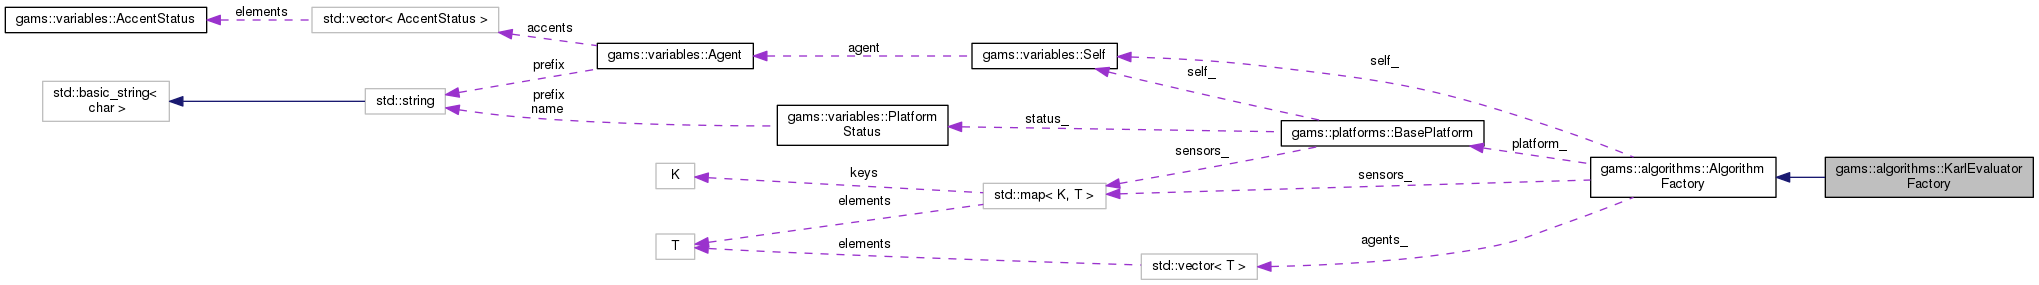 gams::variables::AccentStatus
elements
std::vector< AccentStatus >
accents
gams::variables::Agent
agent
gams::variables::Self
self_
self_
prefix
std::basic_string<
char >
std::string
prefix
name
gams::variables::Platform
Status
status_
gams::platforms::BasePlatform
platform_
sensors_
K
keys
std::map< K, T >
sensors_
gams::algorithms::Algorithm
Factory
gams::algorithms::KarlEvaluator
Factory
elements
T
elements
std::vector< T >
agents_